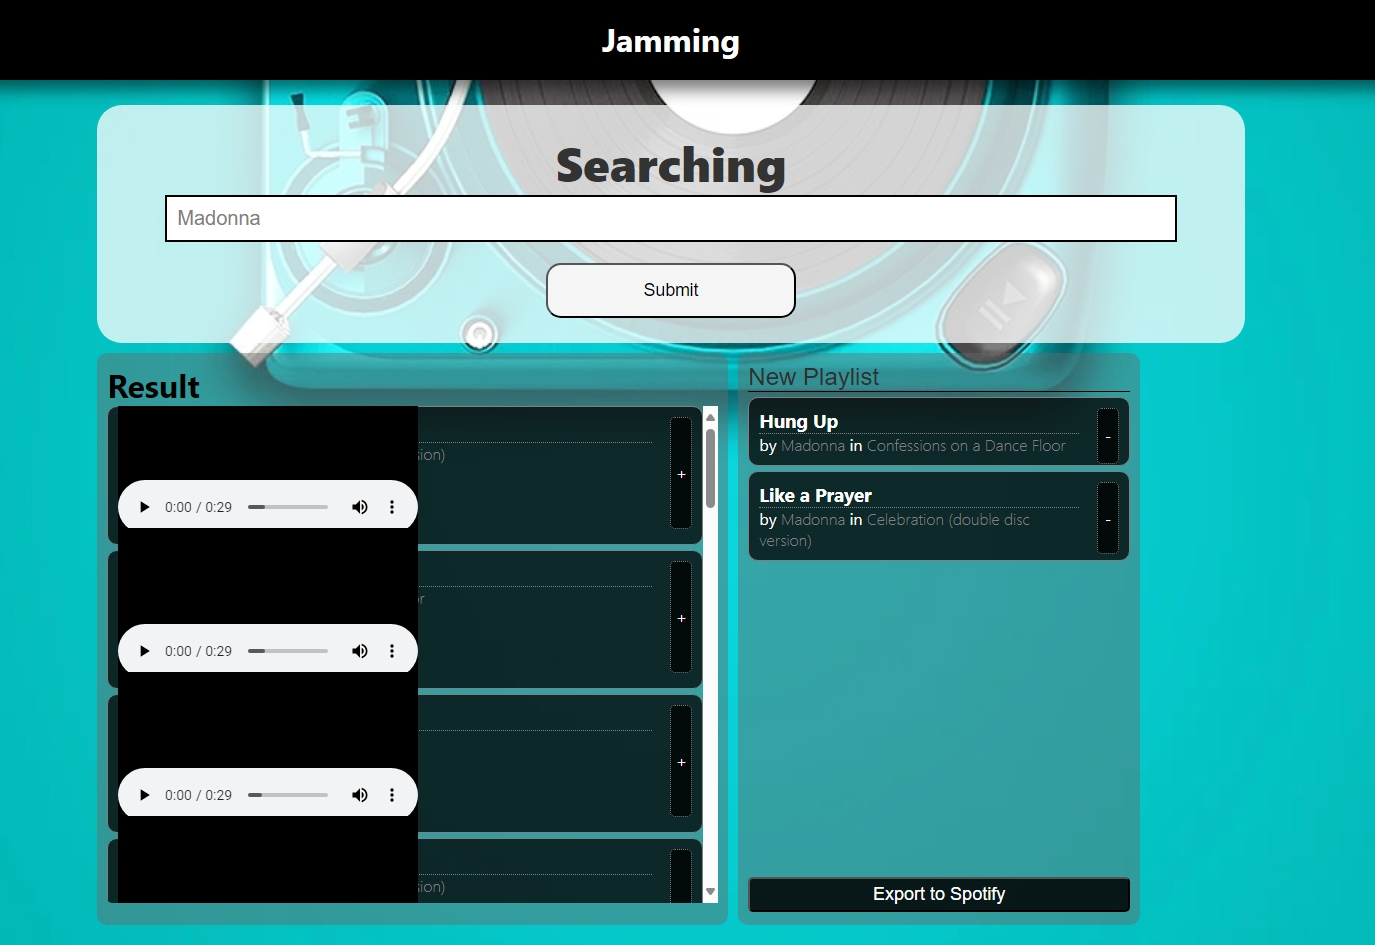 Jamming
Searching
Madonna
Submit
Result
+
0:00 / 0:29
+
0:00 / 0:29
+
0:00 / 0:29
New Playlist
Hung Up
by Madonna in Confessions on a Dance Floor
-
Like a Prayer
by Madonna in Celebration (double disc
version)
-
Export to Spotify